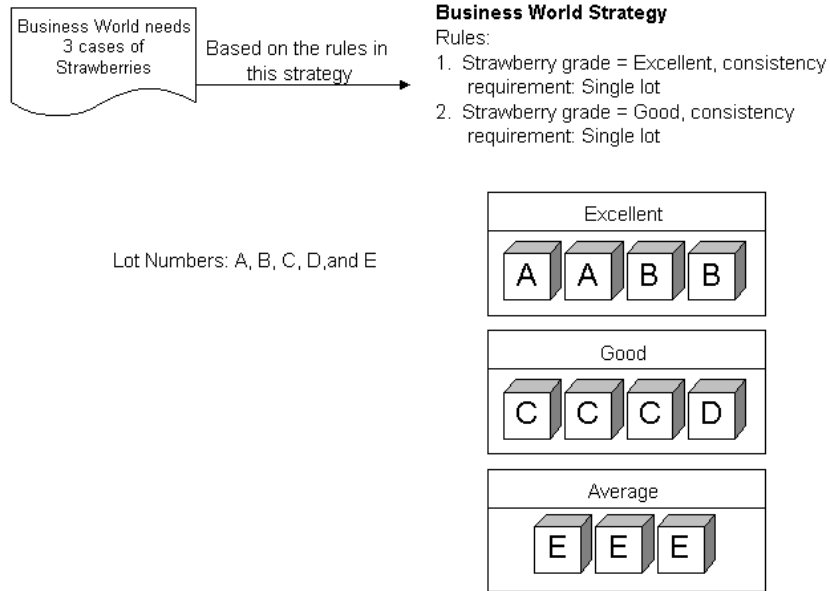 Business World needs
3 cases of
Strawberries
Based on the rules in
this strategy
Business World Strategy
Rules:
1. Strawberry grade = Excellent, consistency
requirement: Single lot
2. Strawberry grade = Good, consistency
requirement: Single lot
Lot Numbers: A, B, C, D,and E
Excellent
A A B B
Good
C C C D
Average
E E E